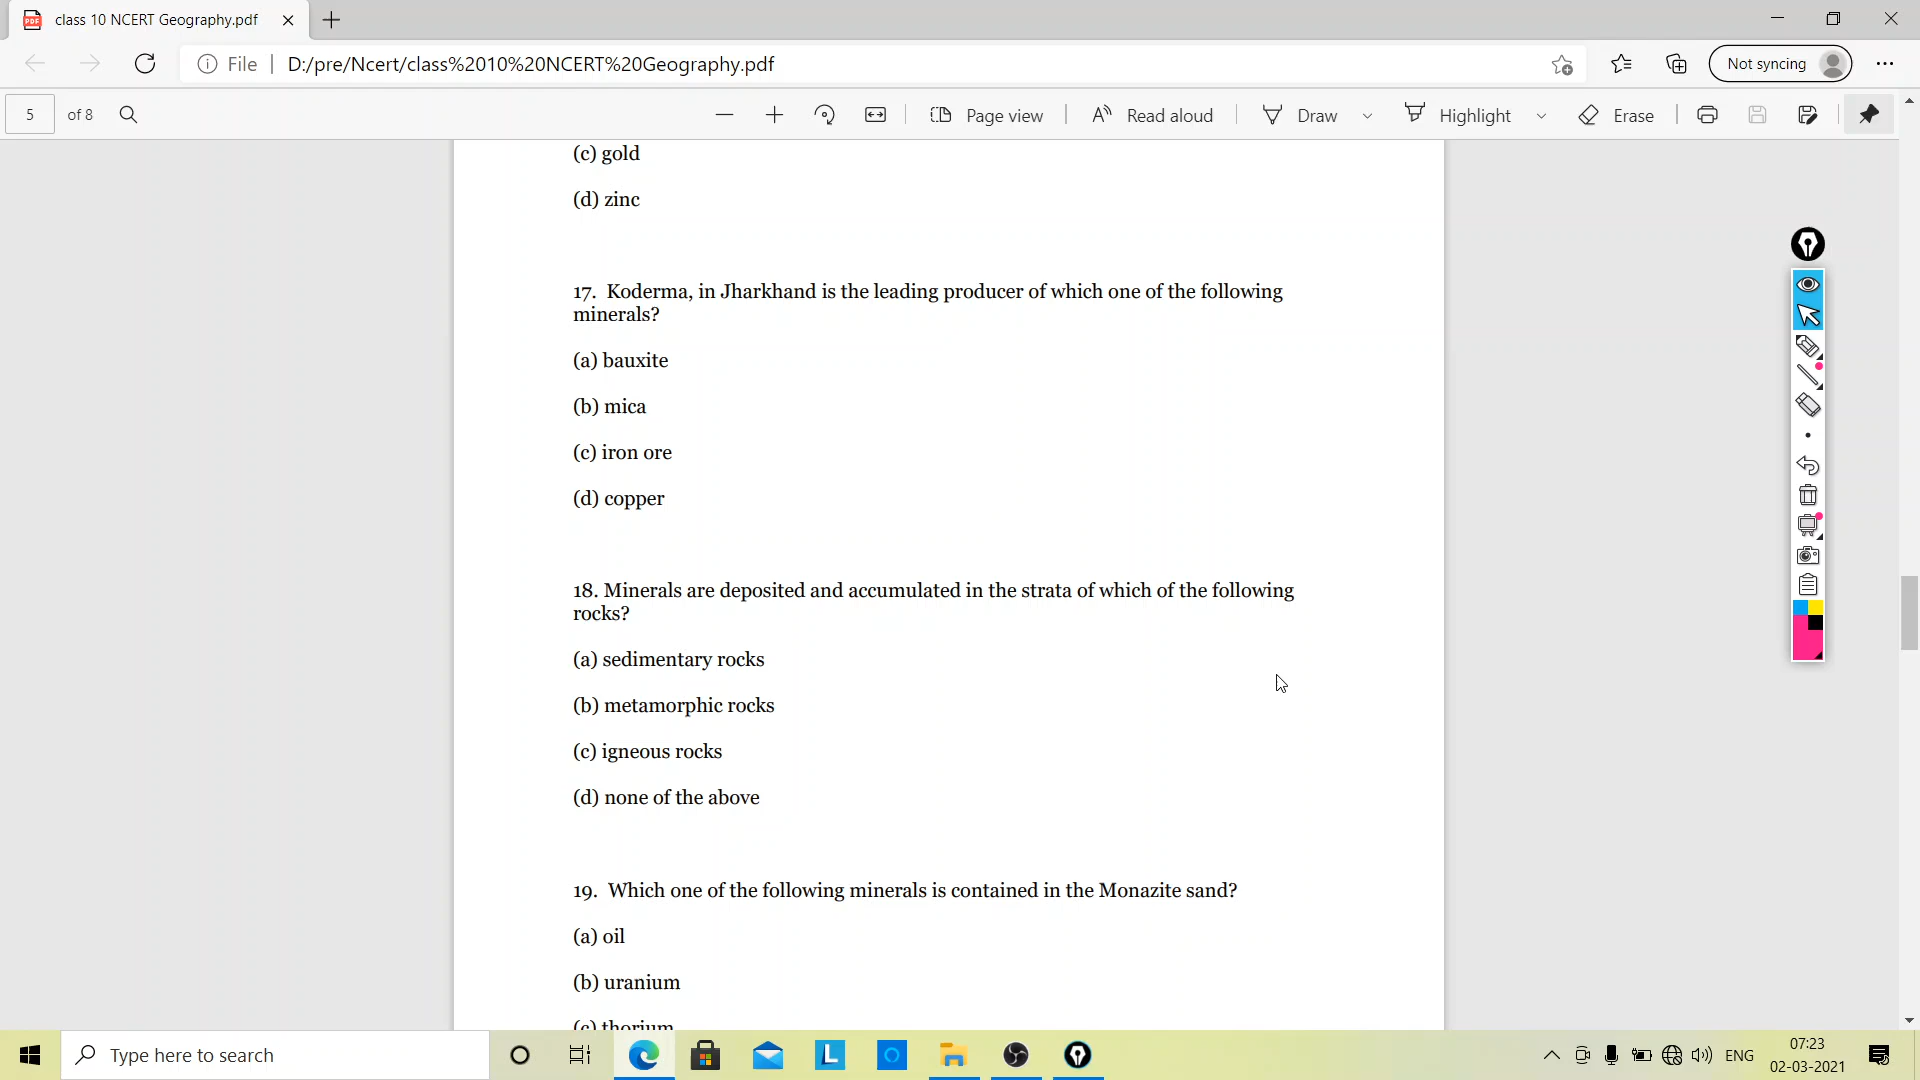 class 10 NCERT Geography.pdf
File
D:/pre/Ncert/class%2010%20NCERT%20Geography.pdf
Not syncing
5 of 8
Page view
Read aloud
Draw
Highlight
Erase
(c) gold
(d) zinc
17. Koderma, in Jharkhand is the leading producer of which one of the following
minerals?
(a) bauxite
(b) mica
(c) iron ore
(d) copper
18. Minerals are deposited and accumulated in the strata of which of the following
rocks?
(a) sedimentary rocks
(b) metamorphic rocks
(c) igneous rocks
(d) none of the above
19. Which one of the following minerals is contained in the Monazite sand?
(a) oil
(b) uranium
(c) thorium
Type here to search
L
ENG
07:23
02-03-2021